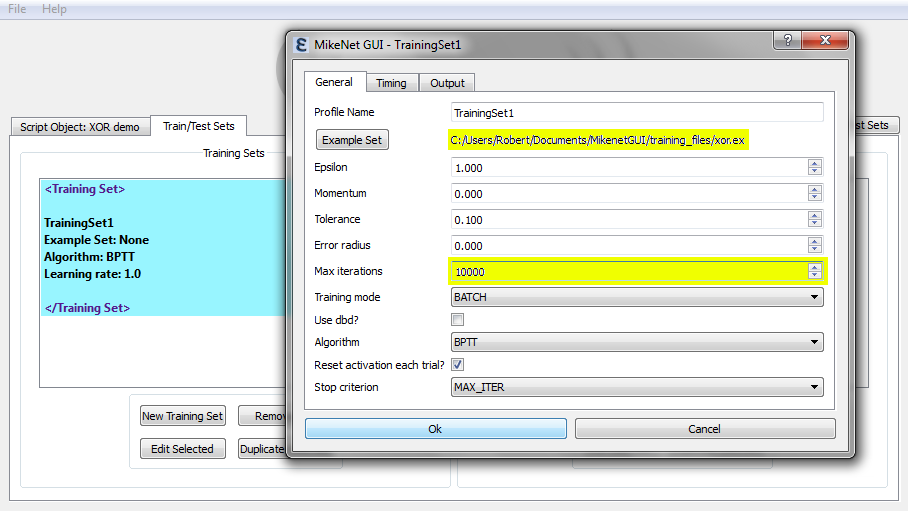 File Help
MikeNet GUI - TrainingSet1
?
General Timing Output
Script Object: XOR demo Train/Test Sets
st Sets
Training Sets
<Training Set>
TrainingSet1
Example Set: None
Algorithm: BPTT
Learning rate: 1.0
</Training Set>
New Training Set Remov
Edit Selected Duplicate
Profile Name TrainingSet1
Example Set C:/Users/Robert/Documents/MikenetGUI/training_files/xor.ex
Epsilon 1.000
Momentum 0.000
Tolerance 0.100
Error radius 0.000
Max iterations 10000
Training mode BATCH
Use dbd?
Algorithm BPTT
Reset activation each trial?
Stop criterion MAX_ITER
Ok Cancel